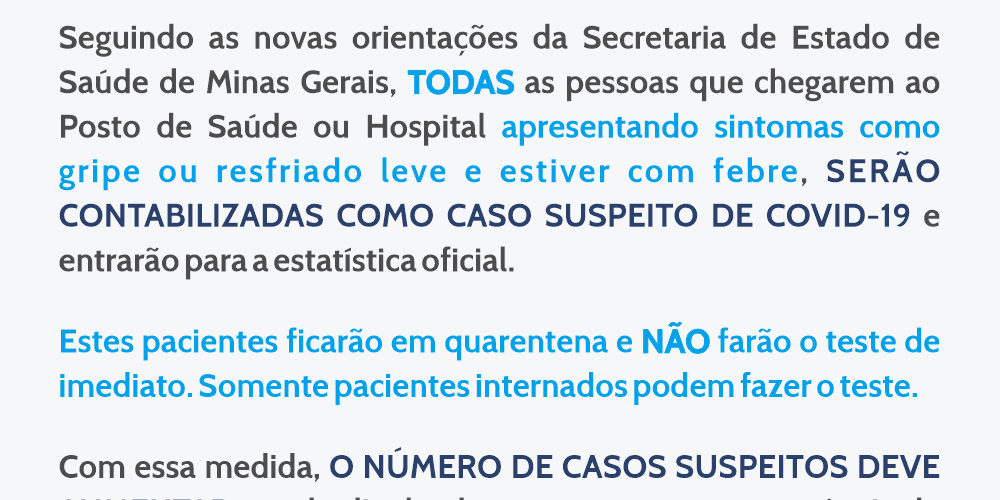 Seguindo as novas orientações da Secretaria de Estado de
Saúde de Minas Gerais, TODAS as pessoas que chegarem ao
Posto de Saúde ou Hospital apresentando sintomas como
gripe ou resfriado leve e estiver com febre, SERÃO
CONTABILIZADAS COMO CASO SUSPEITO DE COVID-19 e
entrarão para a estatística oficial.
Estes pacientes ficarão em quarentena e NÃO farão o teste de
imediato. Somente pacientes internados podem fazer o teste.
Com essa medida, O NÚMERO DE CASOS SUSPEITOS DEVE